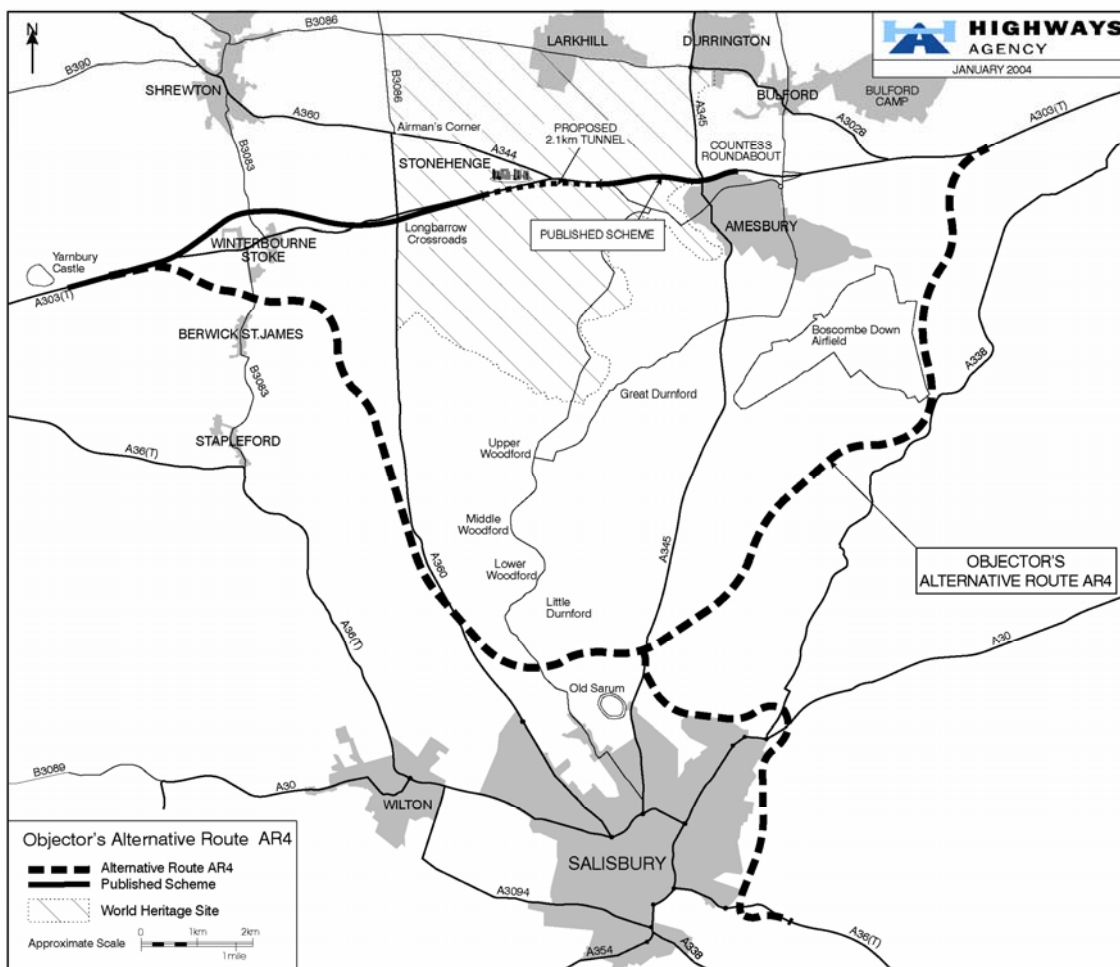 N
HIGHWAYS
AGENCY
JANUARY 2004
LARKHILL
DURRINGTON
B3086
B390
SHREWTON
B3086
BULFORD
BULFORD
CAMP
A303(T)
A360
Airman's Corner
PROPOSED
2.1km TUNNEL
A345
A3028
COUNTESS
ROUNDABOUT
B3083
A344
STONEHENGE
PUBLISHED SCHEME
AMESBURY
Longbarrow
Crossroads
WINTERBOURNE
STOKE
Yarnbury
Castle
A303(T)
BERWICK ST.JAMES
Boscombe Down
Airfield
A338
B3083
Great Durnford
STAPLEFORD
A36(T)
Upper
Woodford
Middle
Woodford
Lower
Woodford
A360
A345
OBJECTOR'S
ALTERNATIVE ROUTE AR4
Little
Durnford
A36(T)
A30
Old Sarum
B3089
A30
WILTON
SALISBURY
A3094
A354
A338
A36(T)
Objector's Alternative Route AR4
Alternative Route AR4
Published Scheme
World Heritage Site
Approximate Scale
0 1km 2km
1mile